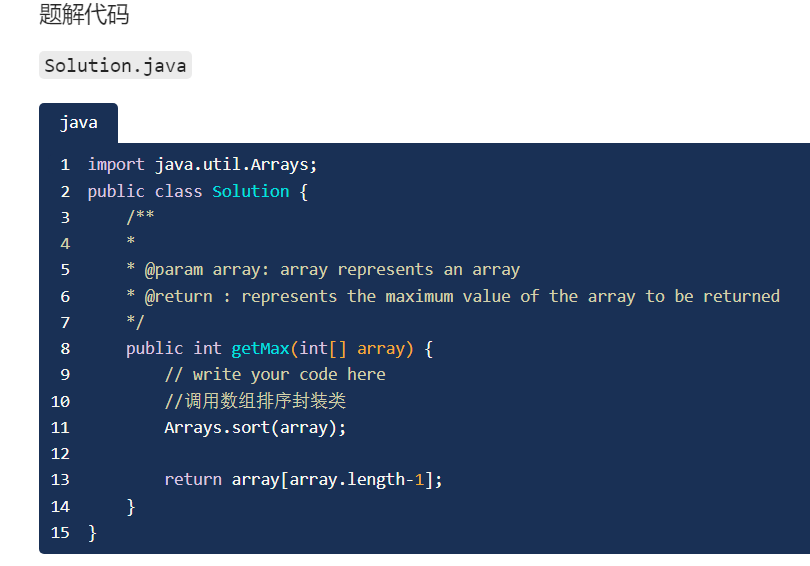 题解代码
Solution.java
java
1 import java.util.Arrays;
2 public class Solution {
3     /**
4     *
5     * @param array: array represents an array
6     * @return : represents the maximum value of the array to be returned
7     */
8     public int getMax(int[] array) {
9         // write your code here
10         //调用数组排序封装类
11         Arrays.sort(array);
12
13         return array[array.length-1];
14     }
15 }